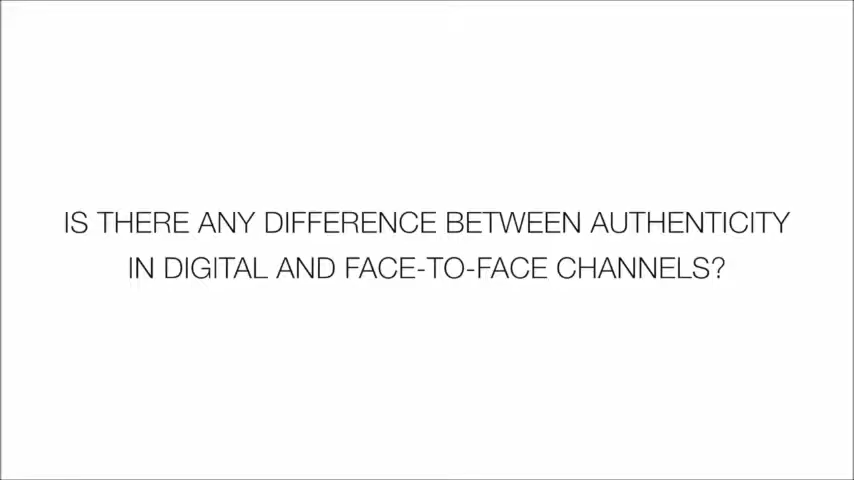 IS THERE ANY DIFFERENCE BETWEEN AUTHENTICITY
IN DIGITAL AND FACE-TO-FACE CHANNELS?